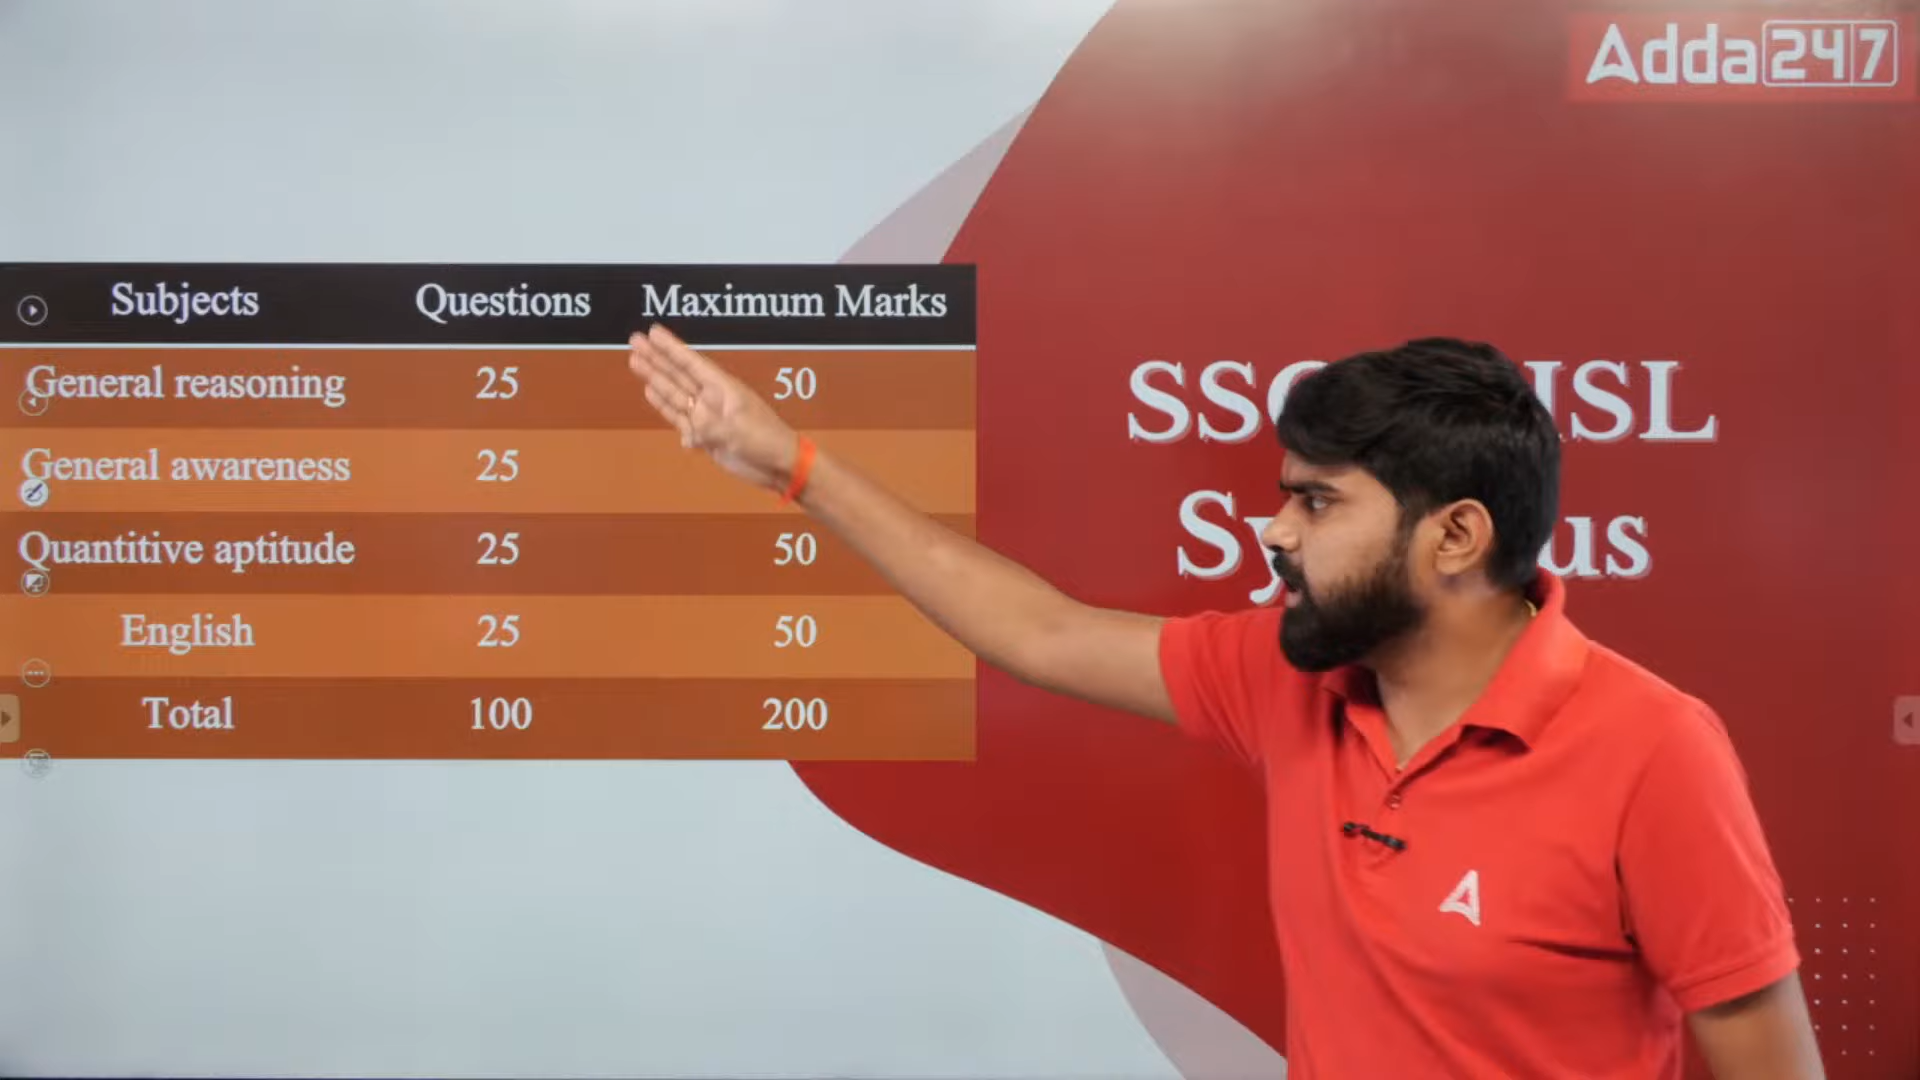 Adda247
Subjects Questions Maximum Marks
General reasoning 25 50
General awareness 25
Quantitive aptitude 25 50
English 25 50
Total 100 200